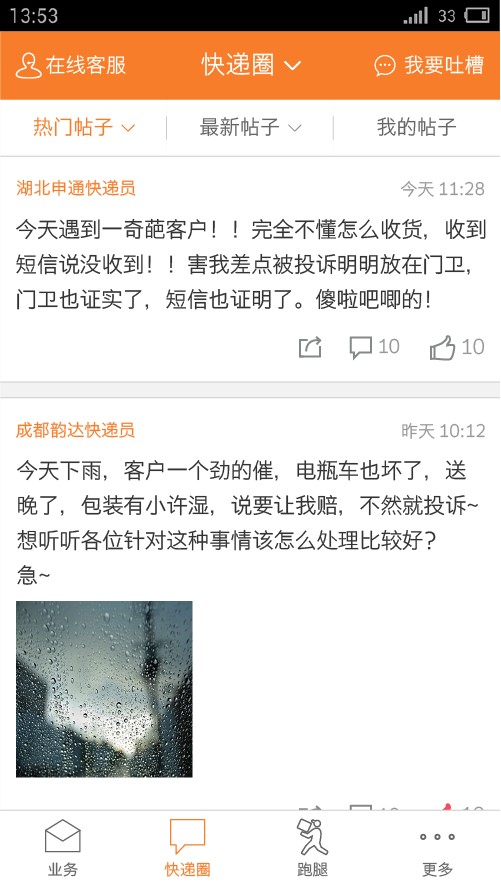 13:53
33
在线客服
快递圈
我要吐槽
热门帖子
最新帖子
我的帖子
湖北申通快递员
今天 11:28
今天遇到一奇葩客户！！完全不懂怎么收货，收到
短信说没收到！！害我差点被投诉明明放在门卫，
门卫也证实了，短信也证明了。傻啦吧唧的！
10
10
成都韵达快递员
昨天 10:12
今天下雨，客户一个劲的催，电瓶车也坏了，送
晚了，包装有小许湿，说要让我赔，不然就投诉~
想听听各位针对这种事情该怎么处理比较好？
急~
业务
快递圈
跑腿
更多